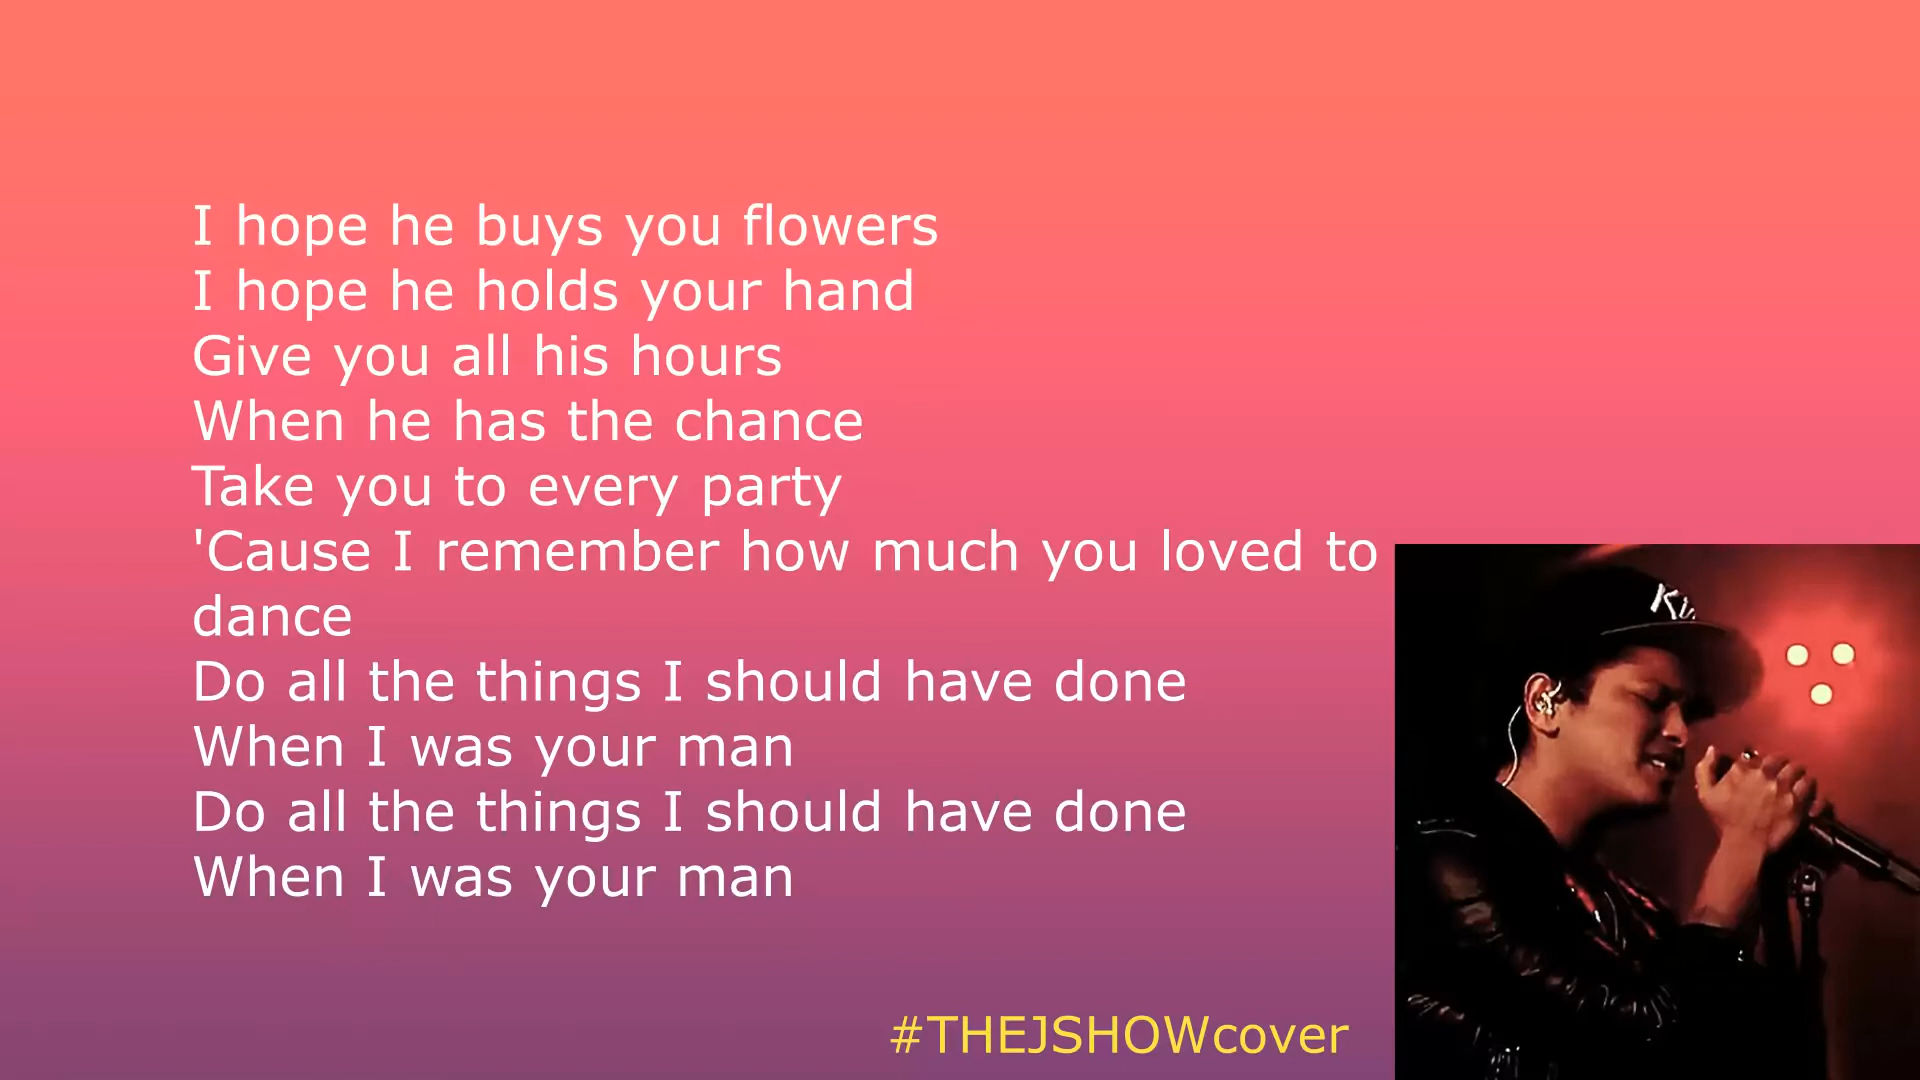 I hope he buys you flowers
I hope he holds your hand
Give you all his hours
When he has the chance
Take you to every party
'Cause I remember how much you loved to
dance
Do all the things I should have done
When I was your man
Do all the things I should have done
When I was your man
#THEJSHOWcover